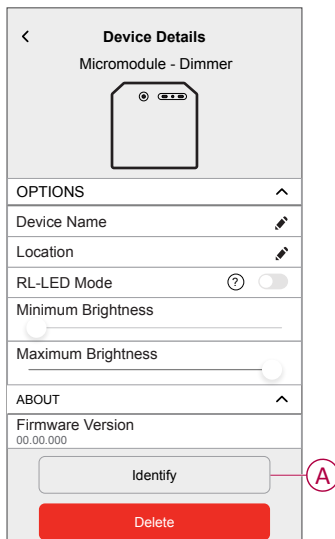 Device Details
Micromodule - Dimmer
OPTIONS
Device Name
Location
RL-LED Mode ?
Minimum Brightness
Maximum Brightness
ABOUT
Firmware Version
00.00.000
Identify A
Delete